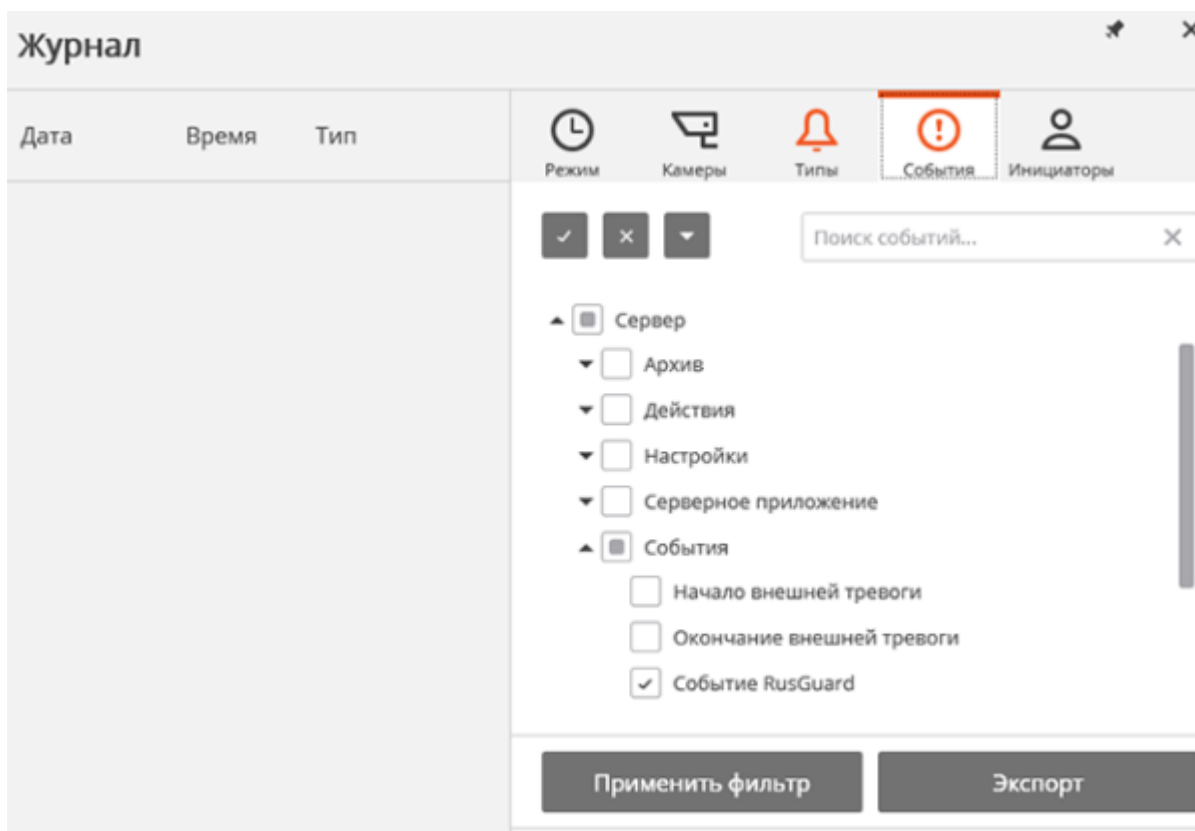 Журнал
Дата Время Тип
Режим Камеры Типы События Инициаторы
Поиск событий...
Сервер
Архив
Действия
Настройки
Серверное приложение
События
Начало внешней тревоги
Окончание внешней тревоги
Событие RusGuard
Применить фильтр Экспорт